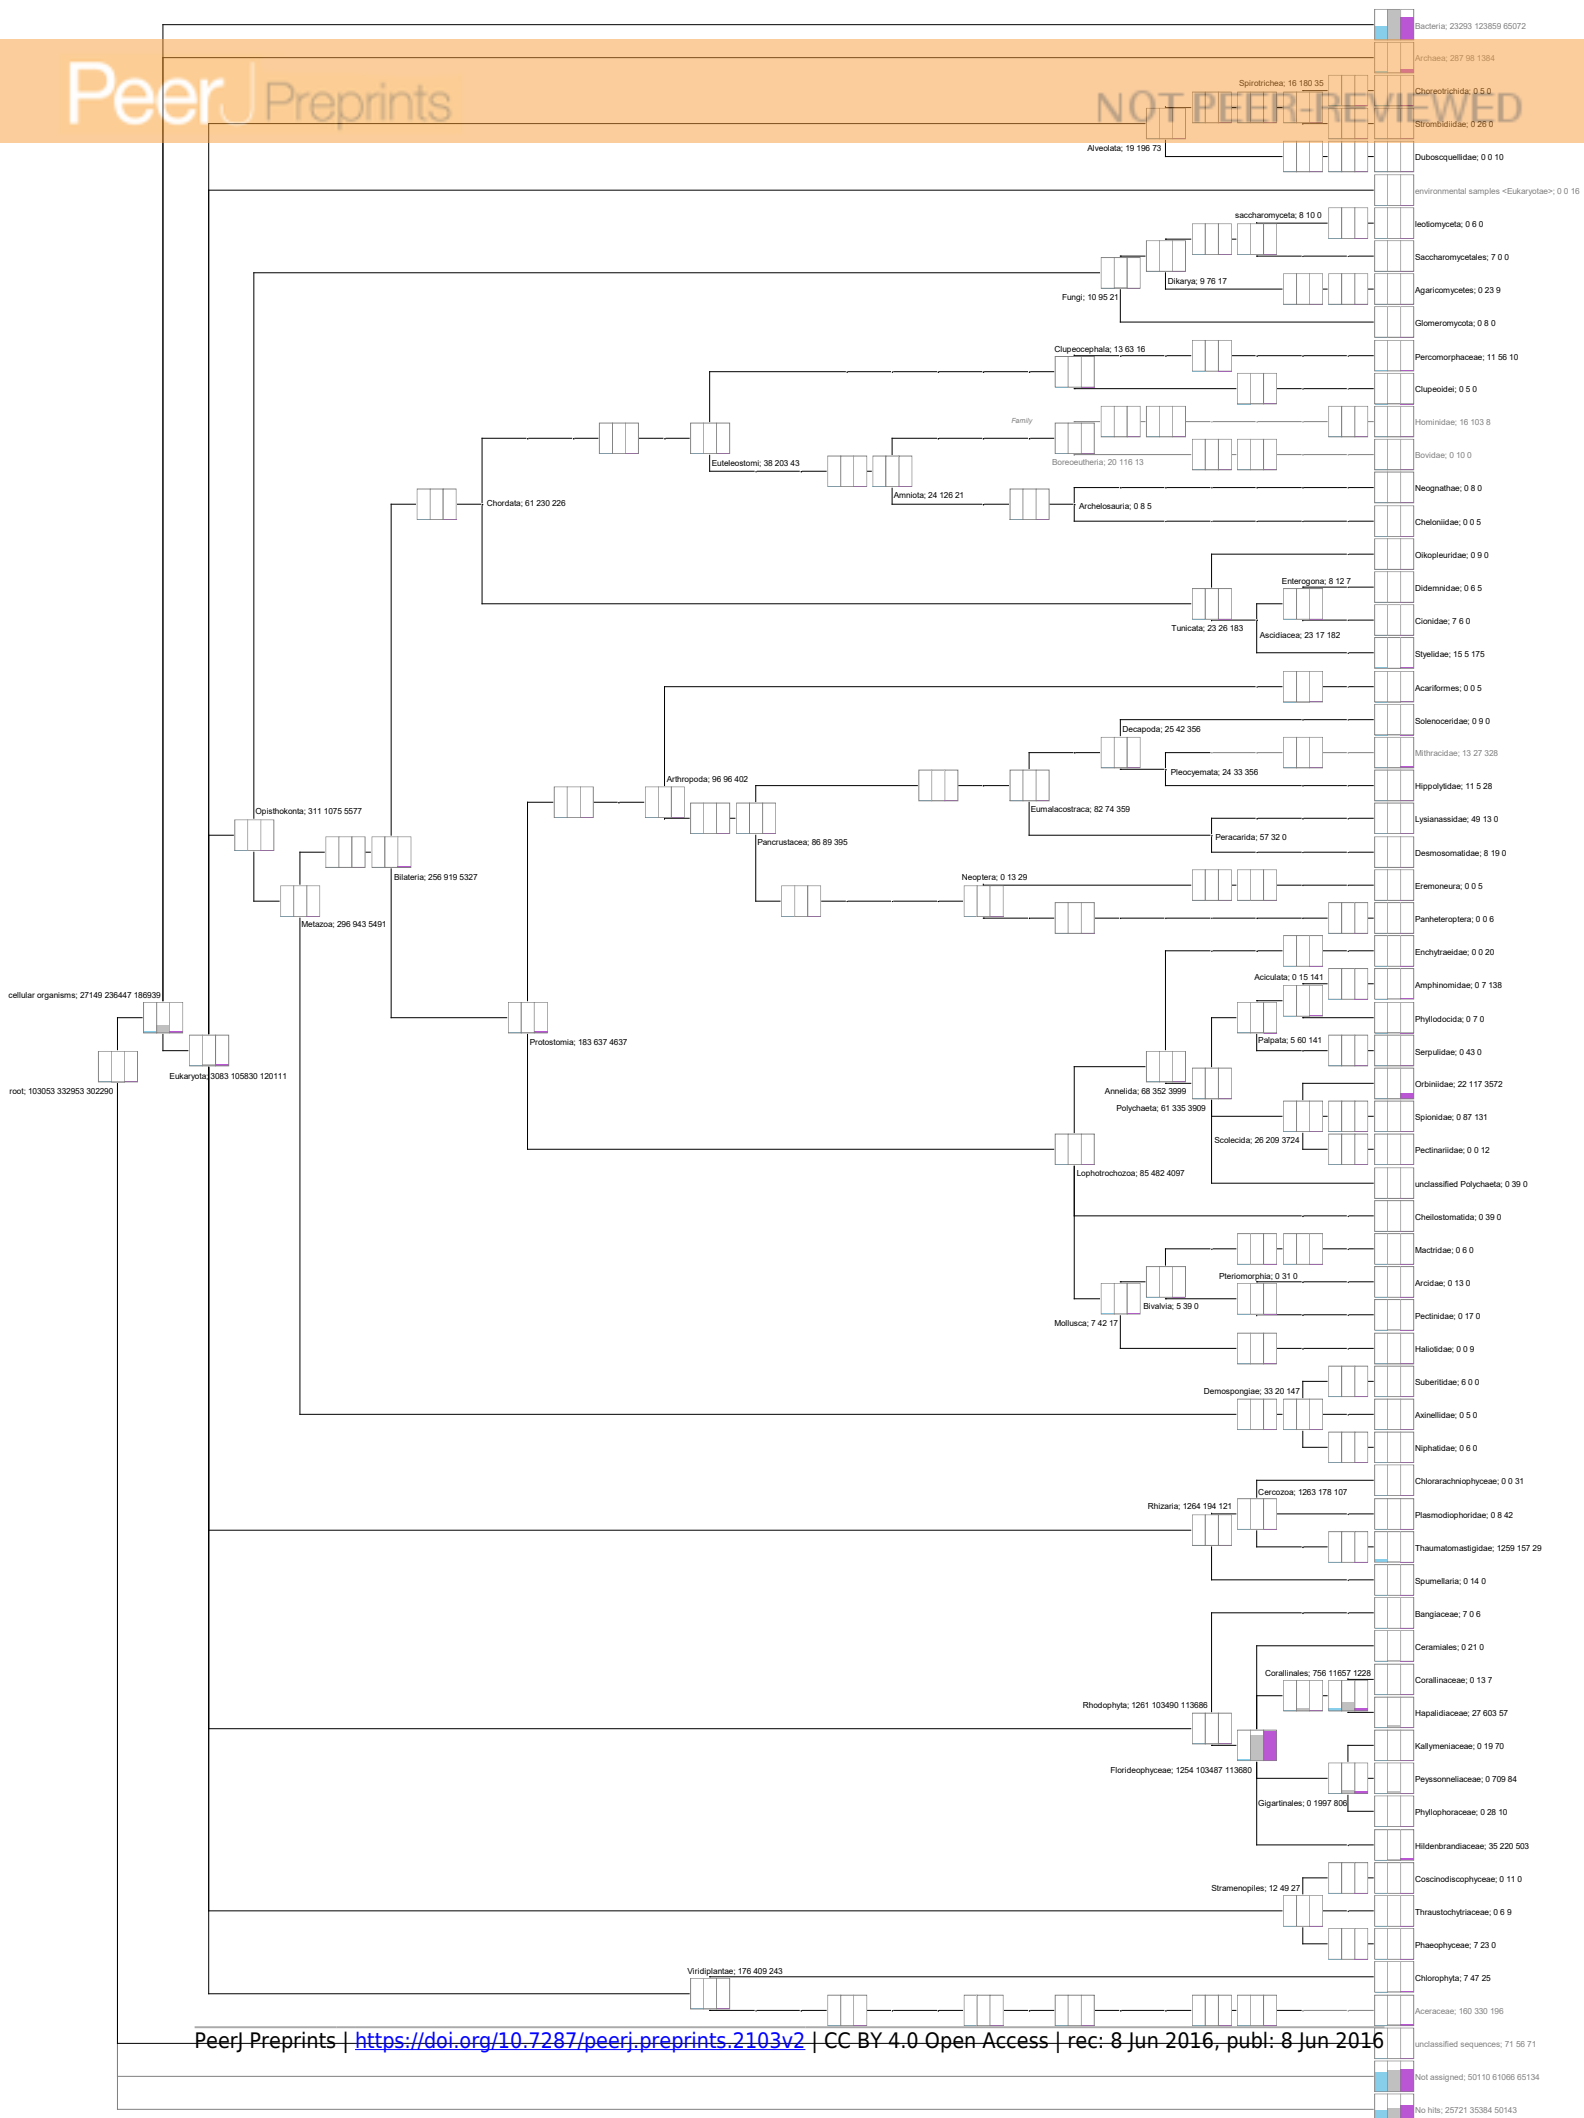 Bacteria; 23293 123859 65072
Archaea; 287 98 1384
PeerJ Preprints
NOT PEER-REVIEWED
Spirotrichea; 16 180 35
Choreotrichida; 0 5 0
Strombidiidae; 0 26 0
Alveolata; 19 196 73
Duboscquellidae; 0 0 10
environmental samples <Eukaryotae>; 0 0 16
saccharomyceta; 8 10 0
leotiomyceta; 0 6 0
Saccharomycetales; 7 0 0
Dikarya; 9 76 17
Agaricomycetes; 0 23 9
Fungi; 10 95 21
Glomeromycota; 0 8 0
Clupeocephala; 13 63 16
Percomorphaceae; 11 56 10
Clupeoidei; 0 5 0
Family
Hominidae; 16 103 8
Euteleostomi; 38 203 43
Boreoeutheria; 20 116 13
Bovidae; 0 10 0
Neognathae; 0 8 0
Amniota; 24 126 21
Chordata; 61 230 226
Archelosauria; 0 8 5
Cheloniidae; 0 0 5
Oikopleuridae; 0 9 0
Enterogona; 8 12 7
Didemnidae; 0 6 5
Cionidae; 7 6 0
Tunicata; 23 26 183
Ascidiacea; 23 17 182
Styelidae; 15 5 175
Acariformes; 0 0 5
Solenoceridae; 0 9 0
Decapoda; 25 42 356
Mithracidae; 13 27 328
Pleocyemata; 24 33 356
Arthropoda; 96 96 402
Hippolytidae; 11 5 28
Eumalacostraca; 82 74 359
Opisthokonta; 311 1075 5577
Lysianassidae; 49 13 0
Peracarida; 57 32 0
Pancrustacea; 86 89 395
Desmosomatidae; 8 19 0
Bilateria; 256 919 5327
Neoptera; 0 13 29
Eremoneura; 0 0 5
Metazoa; 296 943 5491
Panheteroptera; 0 0 6
Enchytraeidae; 0 0 20
Aciculata; 0 15 141
Amphinomidae; 0 7 138
cellular organisms; 27149 236447 186939
Phyllodocida; 0 7 0
Protostomia; 183 637 4637
Palpata; 5 60 141
Serpulidae; 0 43 0
Eukaryota; 3083 105830 120111
root; 103053 332953 302290
Orbiniidae; 22 117 3572
Annelida; 68 352 3999
Polychaeta; 61 335 3909
Spionidae; 0 87 131
Scolecida; 26 209 3724
Pectinariidae; 0 0 12
Lophotrochozoa; 85 482 4097
unclassified Polychaeta; 0 39 0
Cheilostomatida; 0 39 0
Mactridae; 0 6 0
Pteriomorphia; 0 31 0
Arcidae; 0 13 0
Bivalvia; 5 39 0
Pectinidae; 0 17 0
Mollusca; 7 42 17
Haliotidae; 0 0 9
Suberitidae; 6 0 0
Demospongiae; 33 20 147
Axinellidae; 0 5 0
Niphatidae; 0 6 0
Chlorarachniophyceae; 0 0 31
Cercozoa; 1263 178 107
Rhizaria; 1264 194 121
Plasmodiophoridae; 0 8 42
Thaumatomastigidae; 1259 157 29
Spumellaria; 0 14 0
Bangiaceae; 7 0 6
Ceramiales; 0 21 0
Corallinales; 756 11657 1228
Corallinaceae; 0 13 7
Rhodophyta; 1261 103490 113686
Hapalidiaceae; 27 603 57
Kallymeniaceae; 0 19 70
Florideophyceae; 1254 103487 113680
Peyssonneliaceae; 0 709 84
Gigartinales; 0 1997 806
Phyllophoraceae; 0 28 10
Hildenbrandiaceae; 35 220 503
Coscinodiscophyceae; 0 11 0
Stramenopiles; 12 49 27
Thraustochytriaceae; 0 6 9
Phaeophyceae; 7 23 0
Viridiplantae; 176 409 243
Chlorophyta; 7 47 25
Aceraceae; 160 330 196
PeerJ Preprints | https://doi.org/10.7287/peerj.preprints.2103v2 | CC BY 4.0 Open Access | rec: 8 Jun 2016, publ: 8 Jun 2016
unclassified sequences; 71 56 71
Not assigned; 50110 61066 65134
No hits; 25721 35384 50143